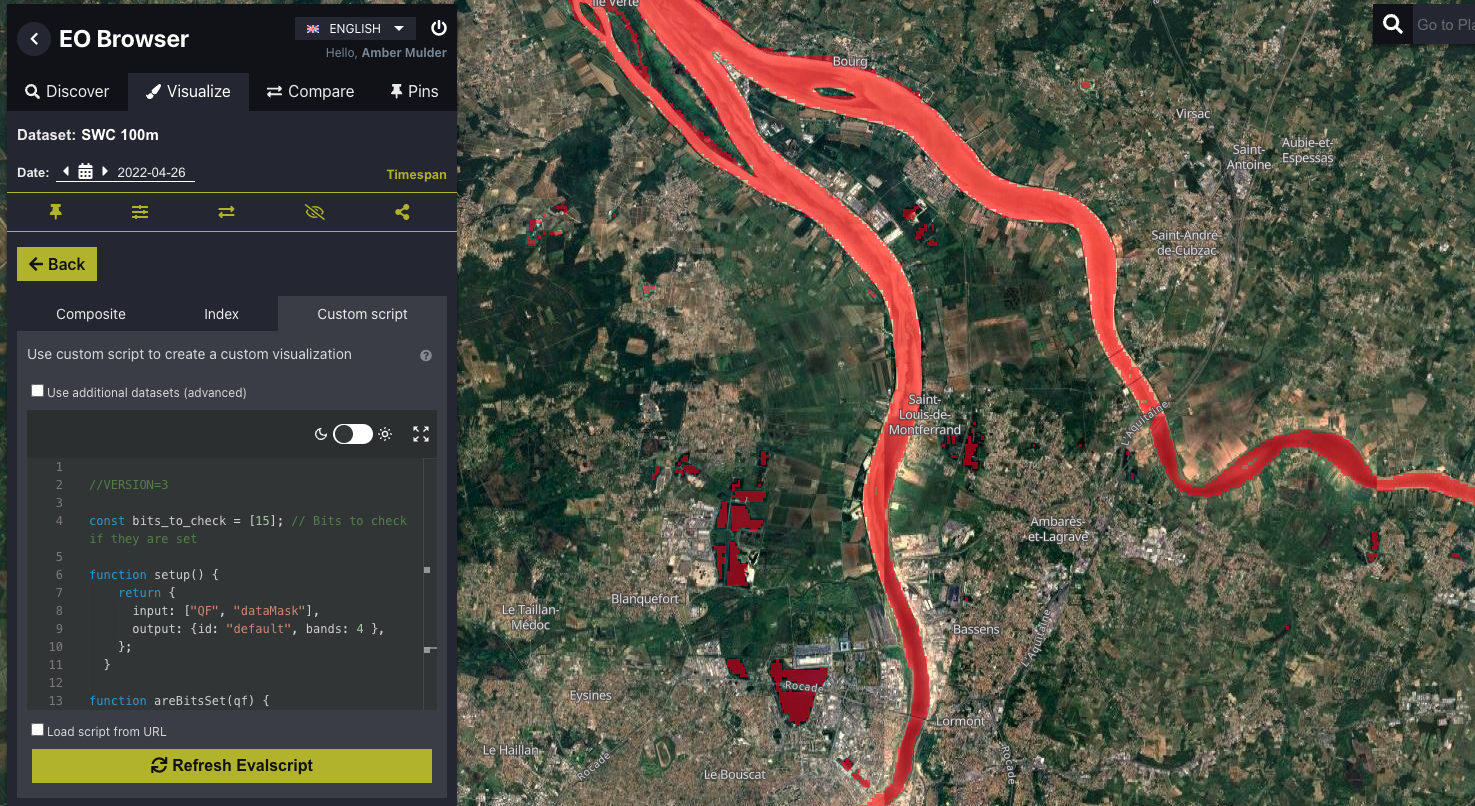 EO Browser
ENGLISH
Hello, Amber Mulder
Discover
Visualize
Compare
Pins
Dataset: SWC 100m
Date:
2022-04-26
Timespan
Back
Composite
Index
Custom script
Use custom script to create a custom visualization
Use additional datasets (advanced)
1
2 //VERSION=3
3
4 const bits_to_check = [15]; // Bits to check
if they are set
5
6 function setup() {
7 return {
8 input: ["QF", "dataMask"],
9 output: {id: "default", bands: 4 },
10 };
11 }
12
13 function areBitsSet(qf) {
Load script from URL
Refresh Evalscript
Go to Pla
Île Verte
Bourg
Virsac
Saint-
Antoine
Aubie-et-
Espessas
Saint-André-
de-Cubzac
Saint-
Louis-de-
Montferrand
L'Aquitaine
Ambarès-
et-Lagrave
Blanquefort
Le Taillan-
Médoc
Bassens
L'Aquitaine
Rocade
Eysines
Lormont
Le Haillan
Rocade
Le Bouscat
Rocade